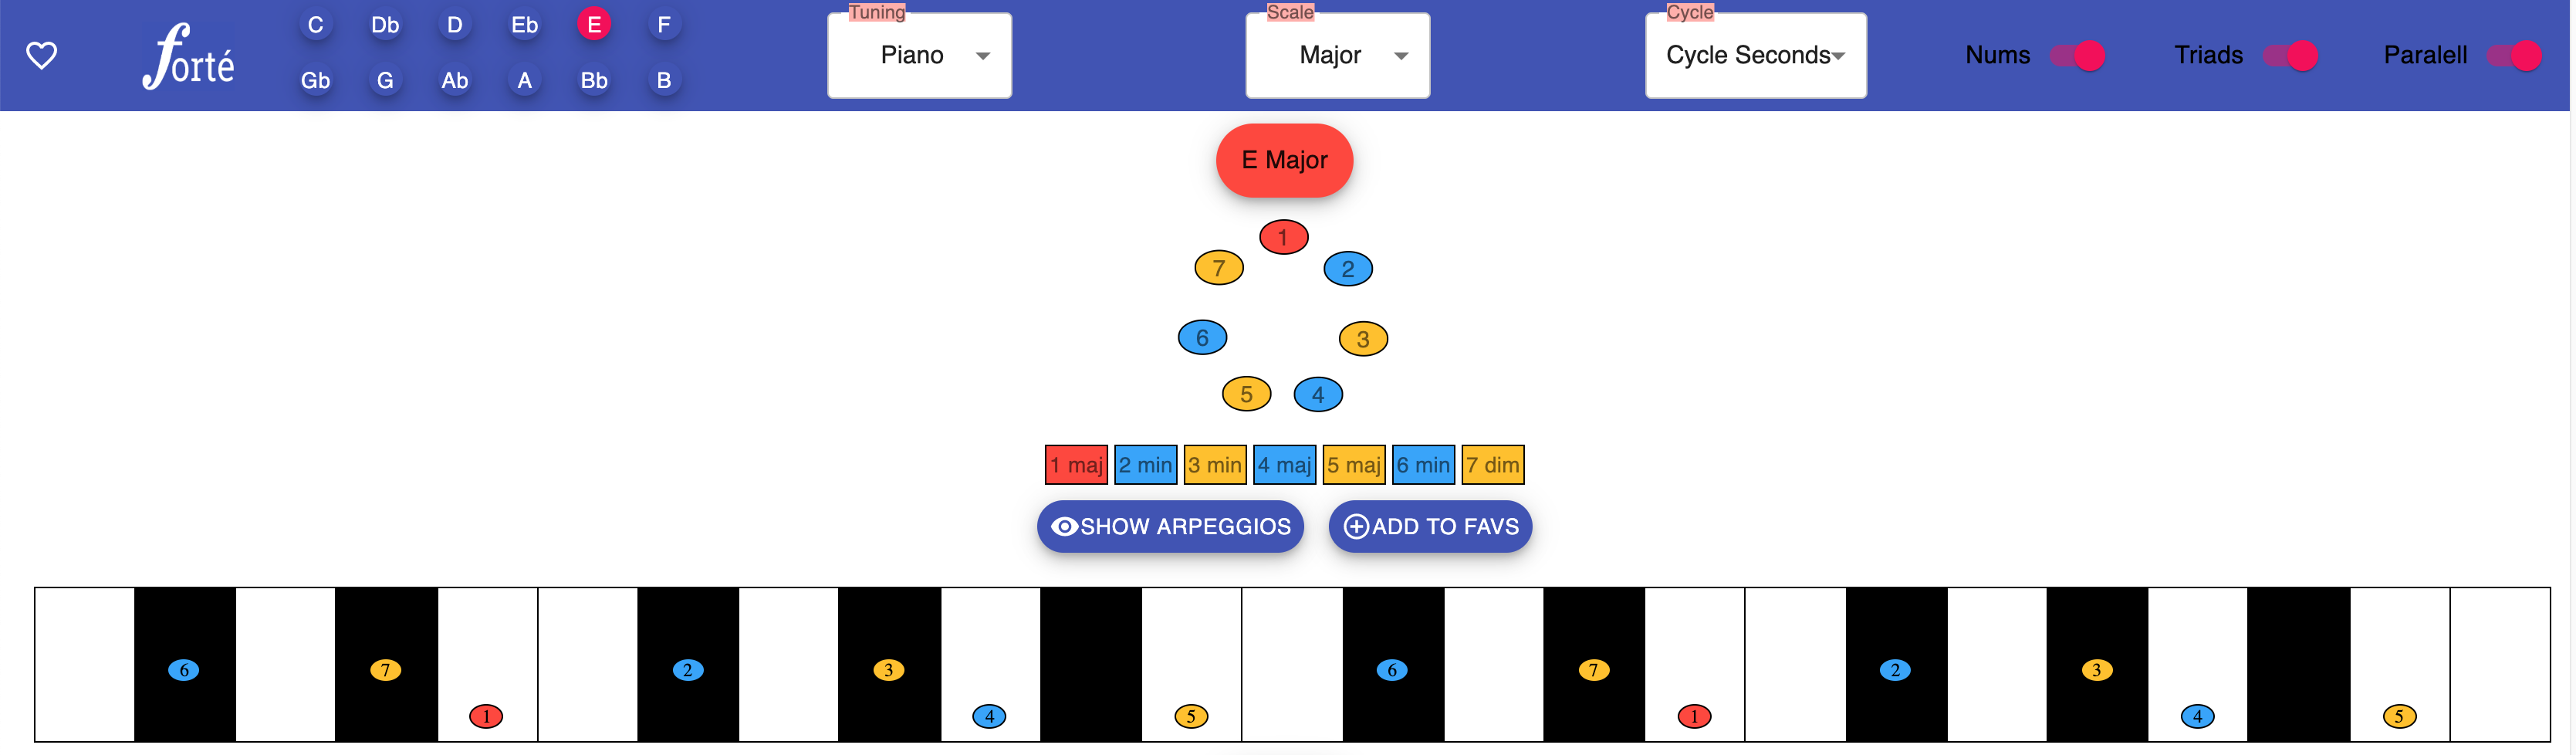 forté
C Db D Eb E F
Gb G Ab A Bb B
Tuning
Piano
Scale
Major
Cycle
Cycle Seconds
Nums
Triads
Paralell
E Major
1
7 2
6 3
5 4
1 maj 2 min 3 min 4 maj 5 maj 6 min 7 dim
SHOW ARPEGGIOS ADD TO FAVS
6 7 2 3 6 7 2 3
1 4 5 1 4 5